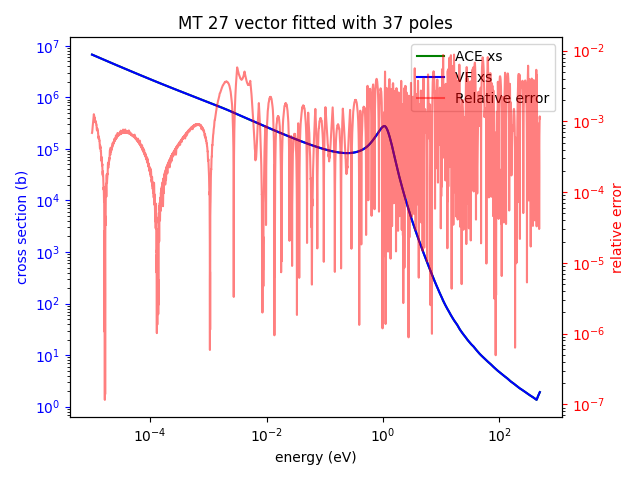 MT 27 vector fitted with 37 poles
ACE xs
VF xs
Relative error
cross section (b)
10^7
10^6
10^5
10^4
10^3
10^2
10^1
10^0
10^-2
10^-3
10^-4
10^-5
10^-6
10^-7
relative error
10^-4 10^-2 10^0 10^2
energy (eV)